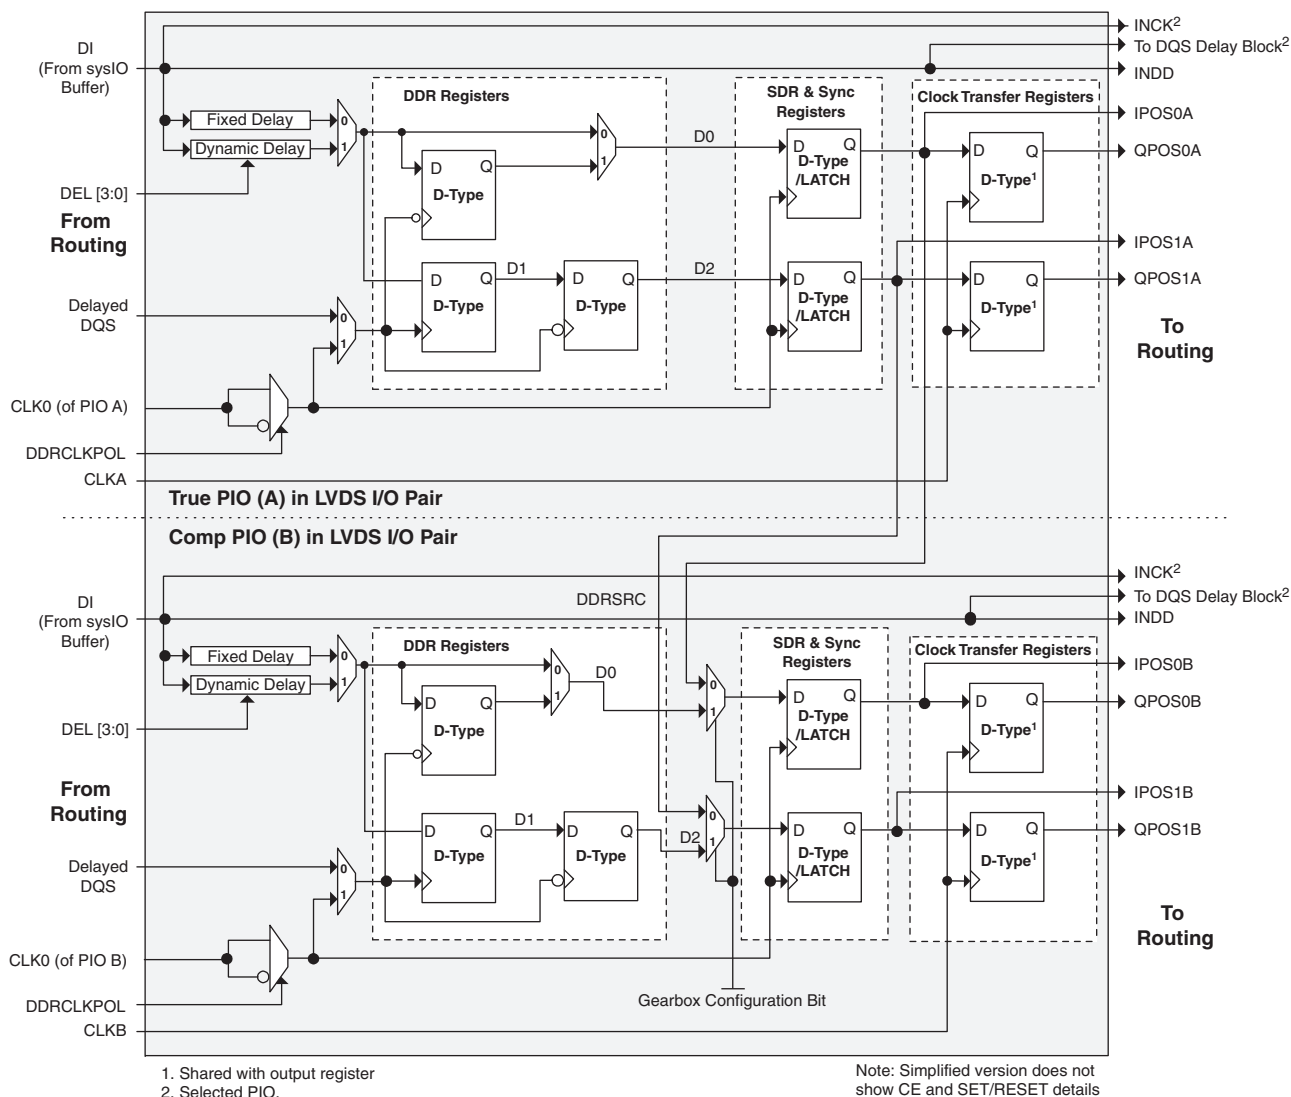 DI
(From sysIO
Buffer)
INCK2
To DQS Delay Block2
INDD
DDR Registers
SDR & Sync
Registers
Clock Transfer Registers
IPOS0A
Fixed Delay
0
Dynamic Delay
1
0
1
D0
D Q
D-Type
/LATCH
D Q
D-Type1
QPOS0A
D Q
D-Type
DEL [3:0]
From
Routing
IPOS1A
D Q
D-Type
D1
D Q
D-Type
D2
D Q
D-Type
/LATCH
D Q
D-Type1
QPOS1A
Delayed
DQS
0
1
To
Routing
CLK0 (of PIO A)
DDRCLKPOL
CLKA
True PIO (A) in LVDS I/O Pair
Comp PIO (B) in LVDS I/O Pair
INCK2
DI
(From sysIO
Buffer)
DDRSRC
To DQS Delay Block2
INDD
DDR Registers
SDR & Sync
Registers
Clock Transfer Registers
IPOS0B
Fixed Delay
0
Dynamic Delay
1
0
1
D0
0
1
D Q
D-Type
/LATCH
D Q
D-Type1
QPOS0B
D Q
D-Type
DEL [3:0]
From
Routing
IPOS1B
D Q
D-Type
D1
D Q
D-Type
D2
0
1
D Q
D-Type
/LATCH
D Q
D-Type1
QPOS1B
Delayed
DQS
0
1
To
Routing
CLK0 (of PIO B)
DDRCLKPOL
CLKB
Gearbox Configuration Bit
1. Shared with output register
2. Selected PIO.
Note: Simplified version does not
show CE and SET/RESET details